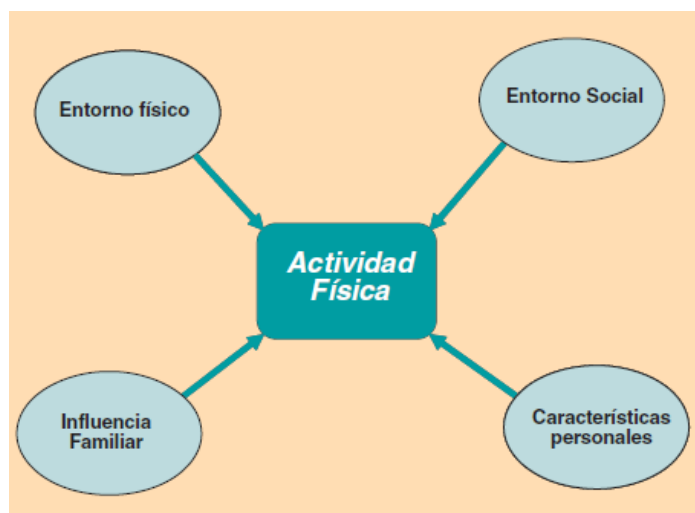 Entorno físico
Entorno Social
Actividad
Física
Influencia
Familiar
Características
personales